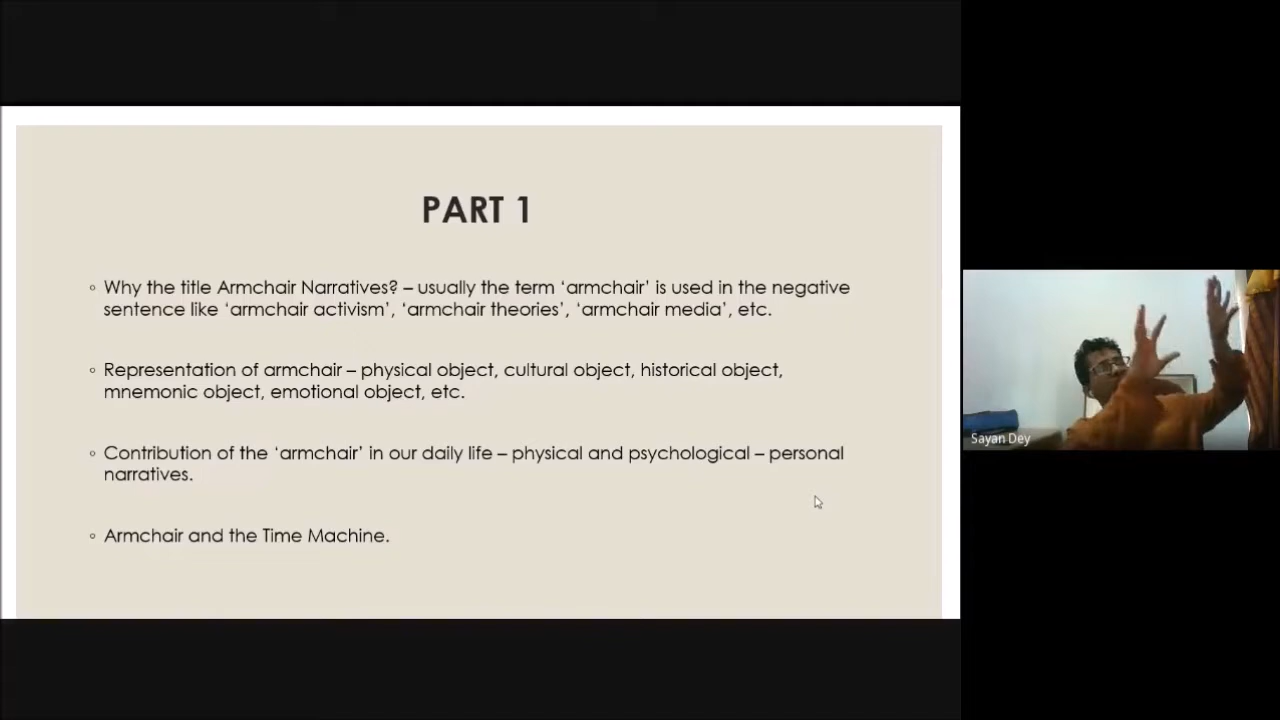 PART 1
◦ Why the title Armchair Narratives? – usually the term ‘armchair’ is used in the negative
sentence like ‘armchair activism’, ‘armchair theories’, ‘armchair media’, etc.
◦ Representation of armchair – physical object, cultural object, historical object,
mnemonic object, emotional object, etc.
◦ Contribution of the ‘armchair’ in our daily life – physical and psychological – personal
narratives.
◦ Armchair and the Time Machine.
Sayan Dey